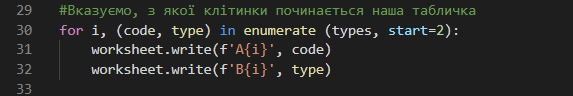 29 #Вказуємо, з якої клітинки починається наша табличка
30 for i, (code, type) in enumerate (types, start=2):
31 worksheet.write(f'A{i}', code)
32 worksheet.write(f'B{i}', type)
33